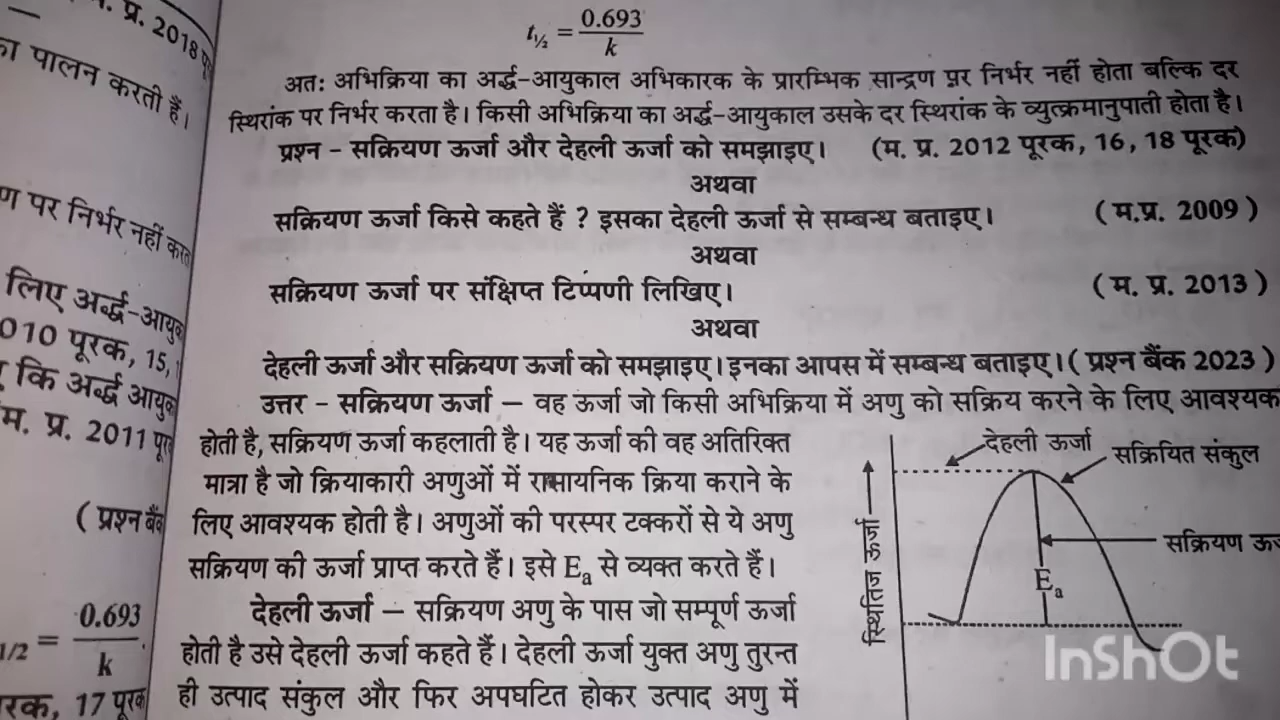 प्र. 2018
का पालन करती हैं।
ण पर निर्भर नहीं
लिए अर्द्ध-आयु
010 पूरक, 15,
कि अर्द्ध आयु
म. प्र. 2011
( प्रश्न बैंक
1/2 = 0.693/k.
रक, 17 पूरक
t½ = 0.693/k
अतः अभिक्रिया का अर्द्ध-आयुकाल अभिकारक के प्रारम्भिक सान्द्रण पर निर्भर नहीं होता बल्कि दर
स्थिरांक पर निर्भर करता है। किसी अभिक्रिया का अर्द्ध-आयुकाल उसके दर स्थिरांक के व्युत्क्रमानुपाती होता है।
प्रश्न - सक्रियण ऊर्जा और देहली ऊर्जा को समझाइए। (म. प्र. 2012 पूरक, 16, 18 पूरक)
अथवा
सक्रियण ऊर्जा किसे कहते हैं ? इसका देहली ऊर्जा से सम्बन्ध बताइए। ( म.प्र. 2009 )
अथवा
सक्रियण ऊर्जा पर संक्षिप्त टिप्पणी लिखिए। ( म. प्र. 2013 )
अथवा
देहली ऊर्जा और सक्रियण ऊर्जा को समझाइए। इनका आपस में सम्बन्ध बताइए। ( प्रश्न बैंक 2023 )
उत्तर - सक्रियण ऊर्जा — वह ऊर्जा जो किसी अभिक्रिया में अणु को सक्रिय करने के लिए आवश्यक
होती है, सक्रियण ऊर्जा कहलाती है। यह ऊर्जा की वह अतिरिक्त
मात्रा है जो क्रियाकारी अणुओं में रासायनिक क्रिया कराने के
लिए आवश्यक होती है। अणुओं की परस्पर टक्करों से ये अणु
सक्रियण की ऊर्जा प्राप्त करते हैं। इसे Eₐ से व्यक्त करते हैं।
देहली ऊर्जा — सक्रियण अणु के पास जो सम्पूर्ण ऊर्जा
होती है उसे देहली ऊर्जा कहते हैं। देहली ऊर्जा युक्त अणु तुरन्त
ही उत्पाद संकुल और फिर अपघटित होकर उत्पाद अणु में
देहली ऊर्जा
सक्रियित संकुल
सक्रियण
Eₐ
स्थितिज ऊर्जा
InShOt